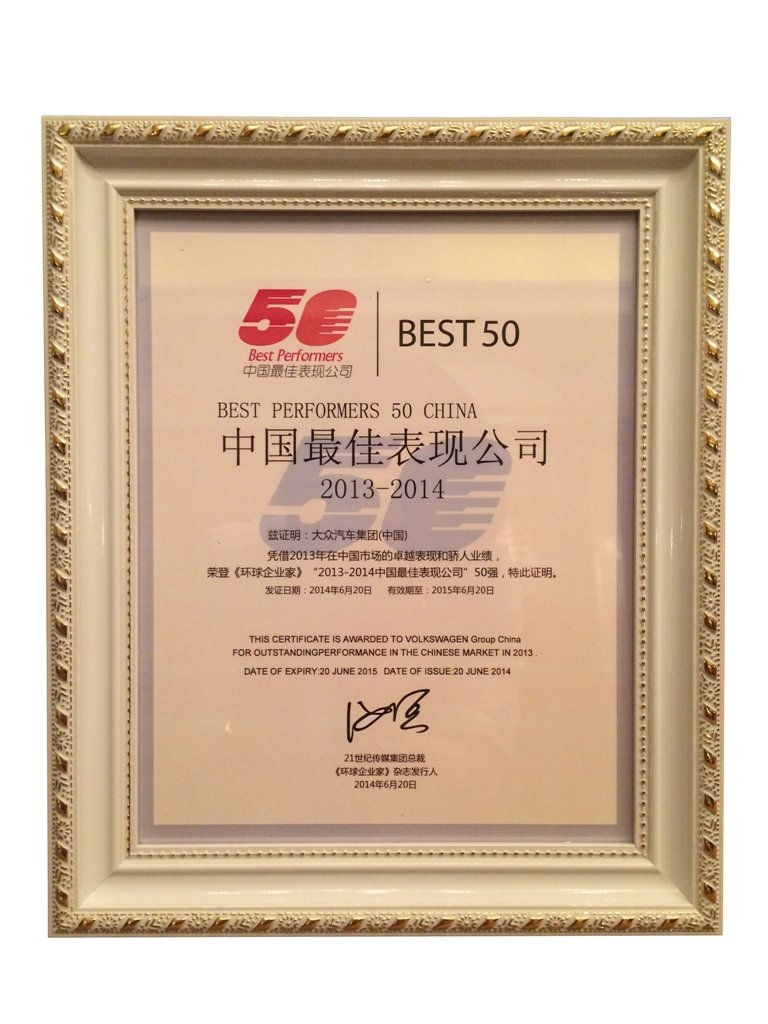 50
Best Performers
中国最佳表现公司
BEST 50
BEST PERFORMERS 50 CHINA
中国最佳表现公司
2013-2014
兹证明：大众汽车集团(中国)
凭借2013年在中国市场的卓越表现和骄人业绩，
荣登《环球企业家》“2013-2014中国最佳表现公司”50强，特此证明。
发证日期：2014年6月20日 有效期至：2015年6月20日
THIS CERTIFICATE IS AWARDED TO VOLKSWAGEN Group China
FOR OUTSTANDINGPERFORMANCE IN THE CHINESE MARKET IN 2013 .
DATE OF EXPIRY:20 JUNE 2015 DATE OF ISSUE:20 JUNE 2014
21世纪传媒集团总裁
《环球企业家》杂志发行人
2014年6月20日